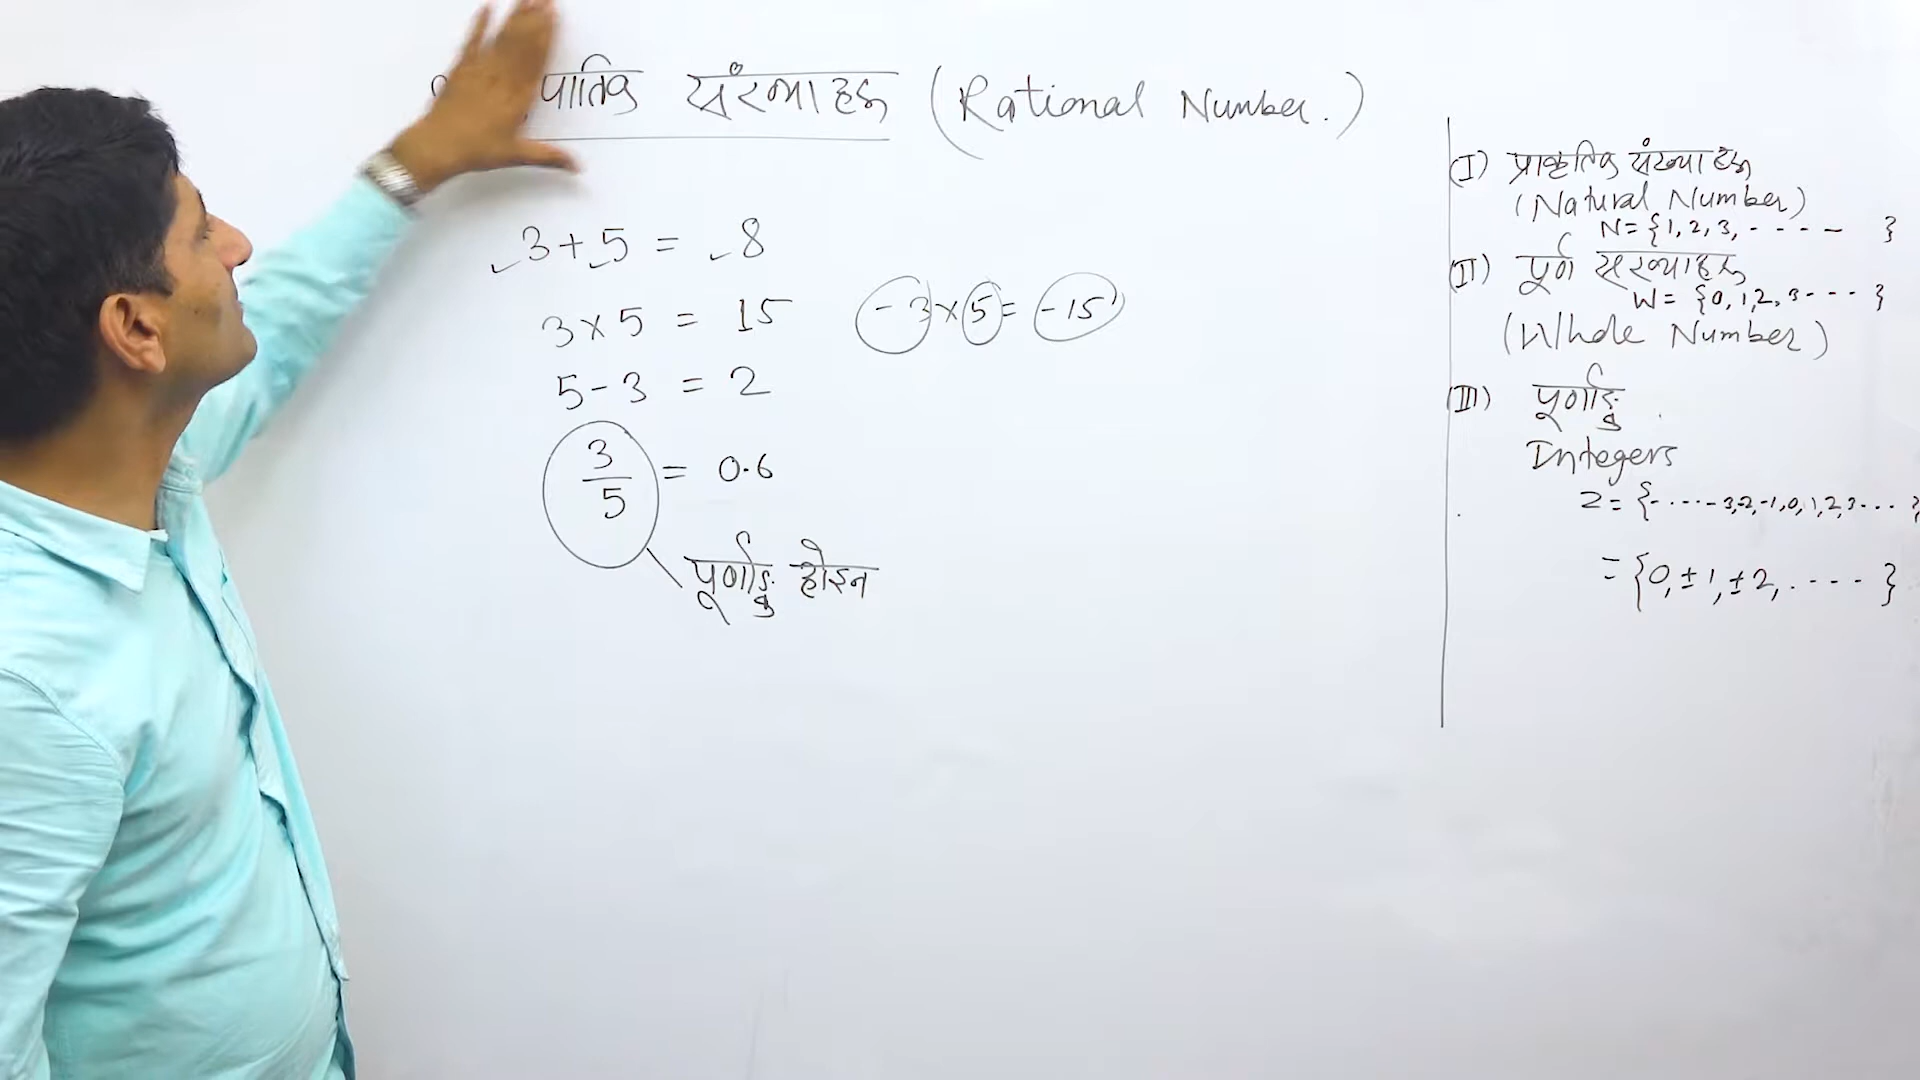 पातिक संख्याहरू (Rational Number.)
3+5 = 8
3×5 = 15
-3×5= -15
5-3 = 2
3/5 = 0.6
पूर्णाङ्क होइन
(I) प्राकृतिक संख्याहरू
(Natural Number)
N={1,2,3,----- }
(II) पूर्ण संख्याहरू
W= {0,1,2,3---- }
(Whole Number)
(III) पूर्णाङ्क
Integers
Z={------3,-2,-1,0,1,2,3---- }
={0,±1,±2,----- }